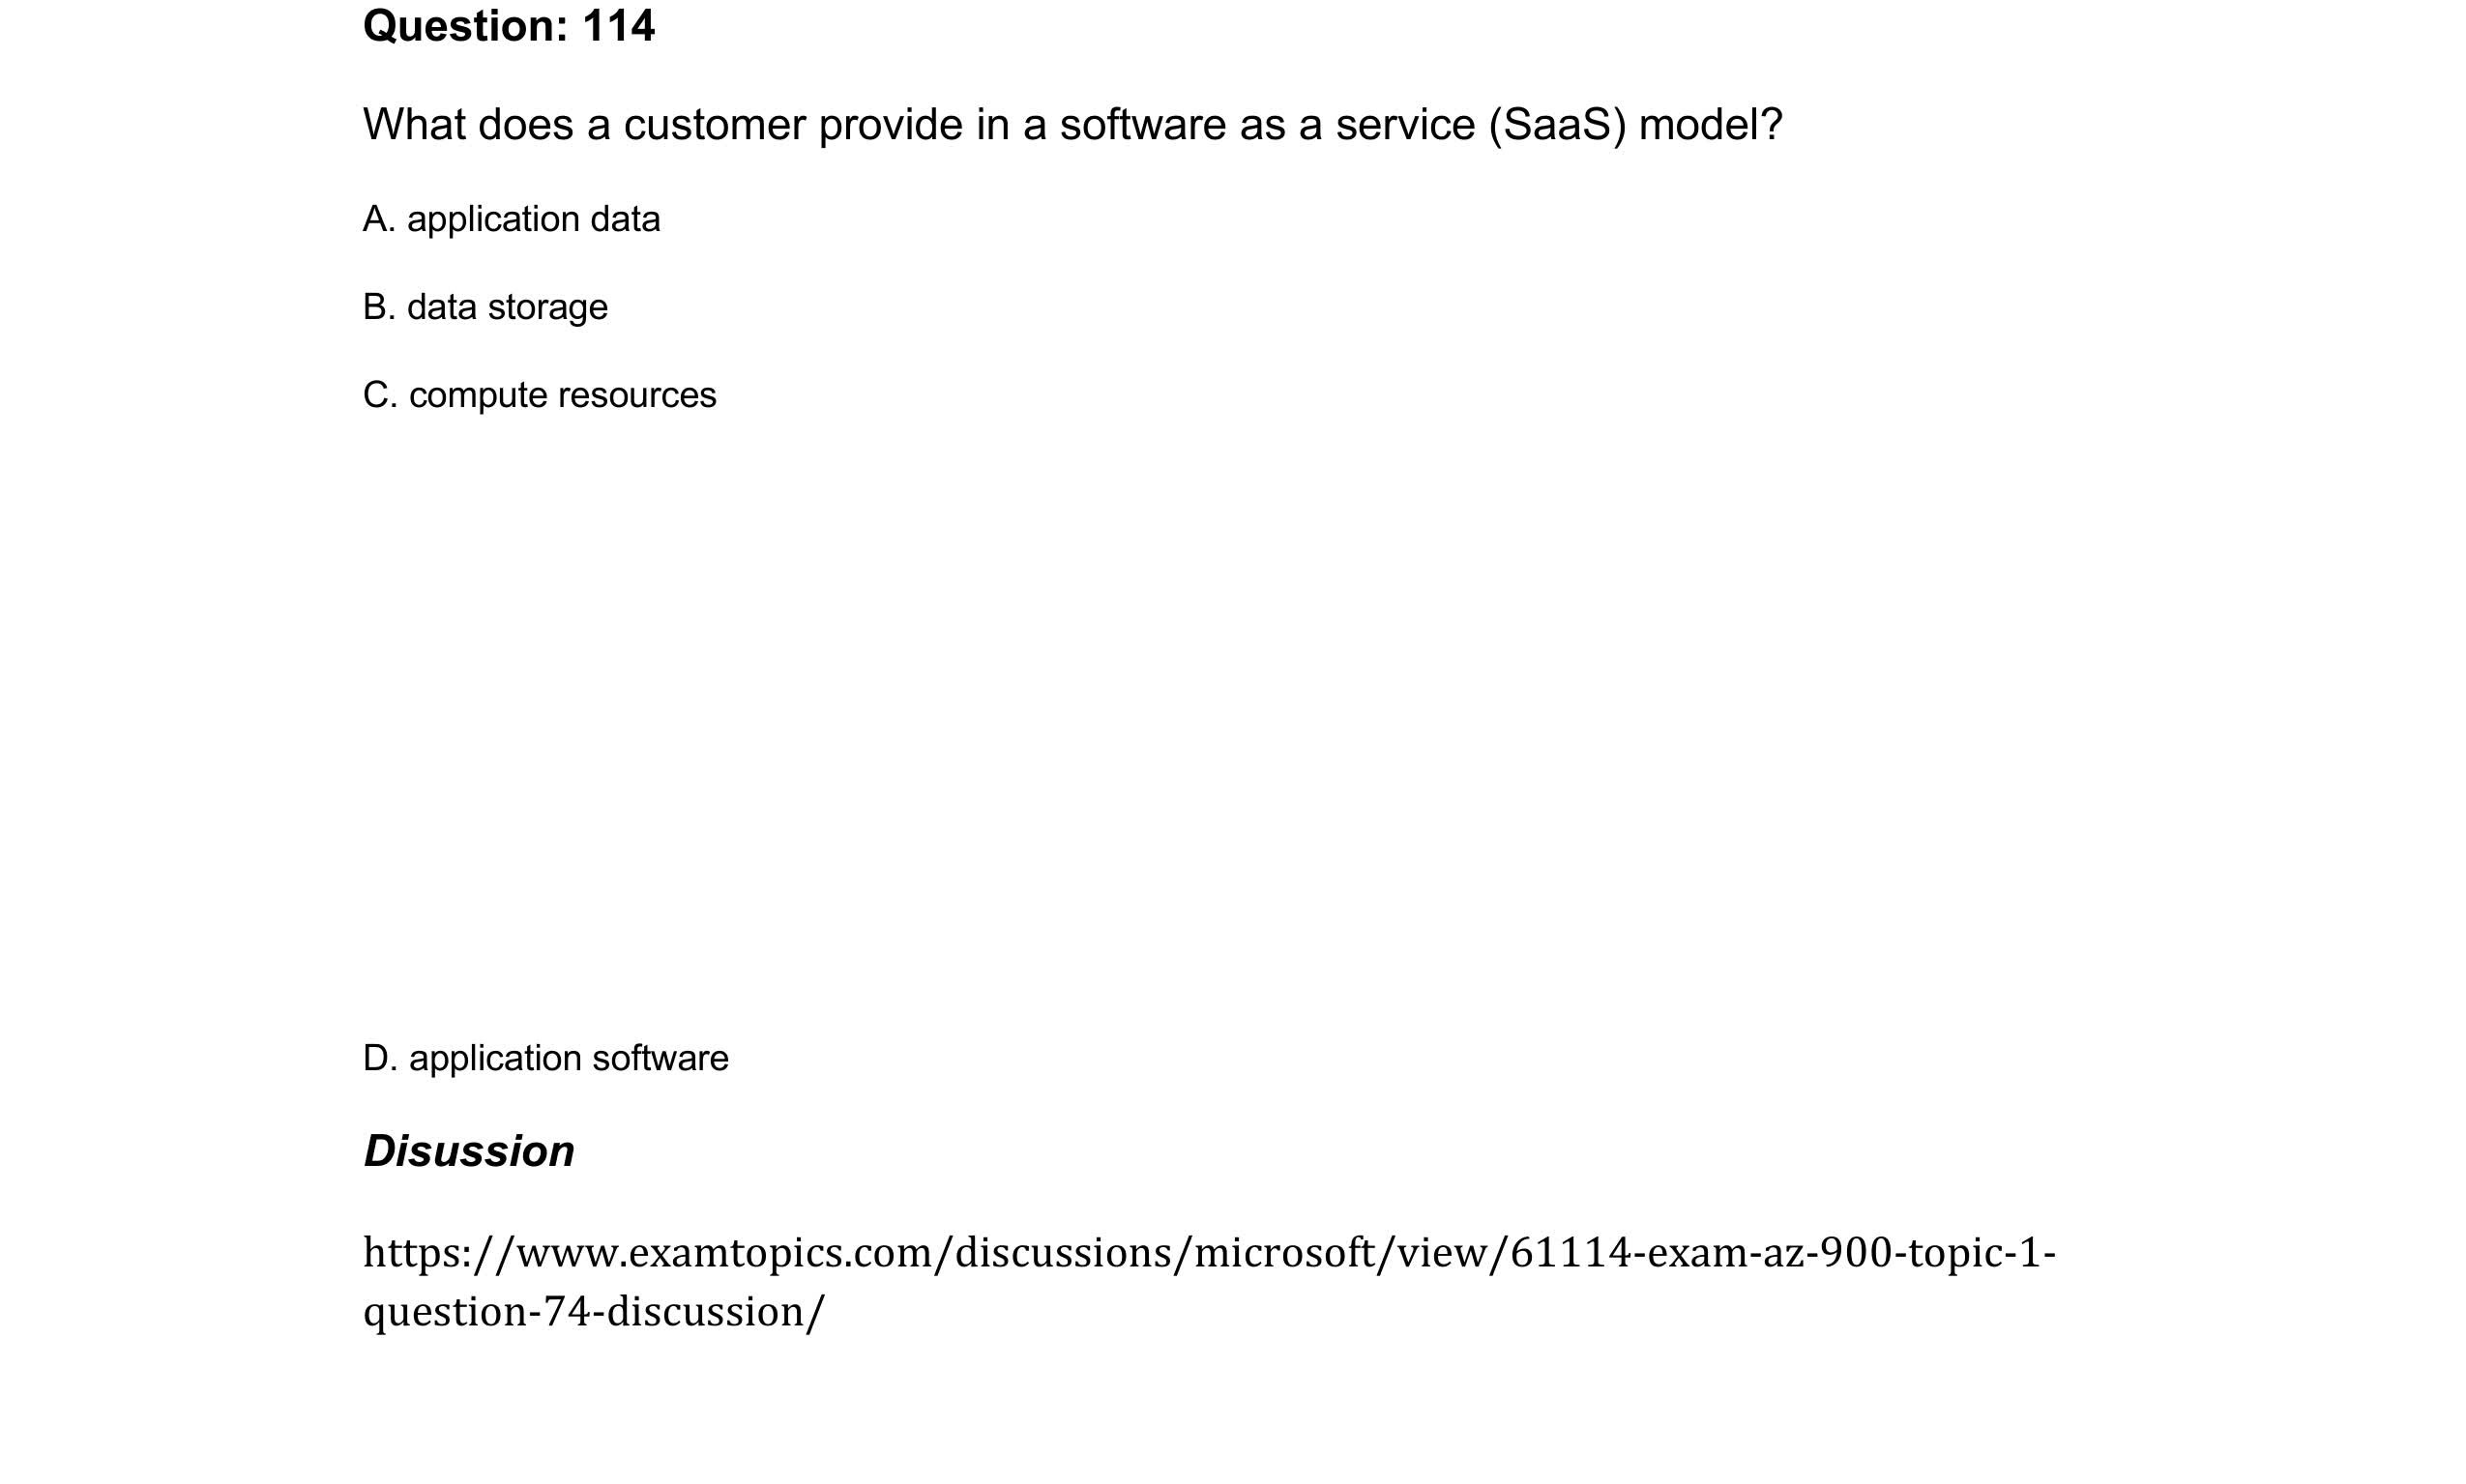 Question: 114
What does a customer provide in a software as a service (SaaS) model?
A. application data
B. data storage
C. compute resources
D. application software
Disussion
https://www.examtopics.com/discussions/microsoft/view/61114-exam-az-900-topic-1-
question-74-discussion/